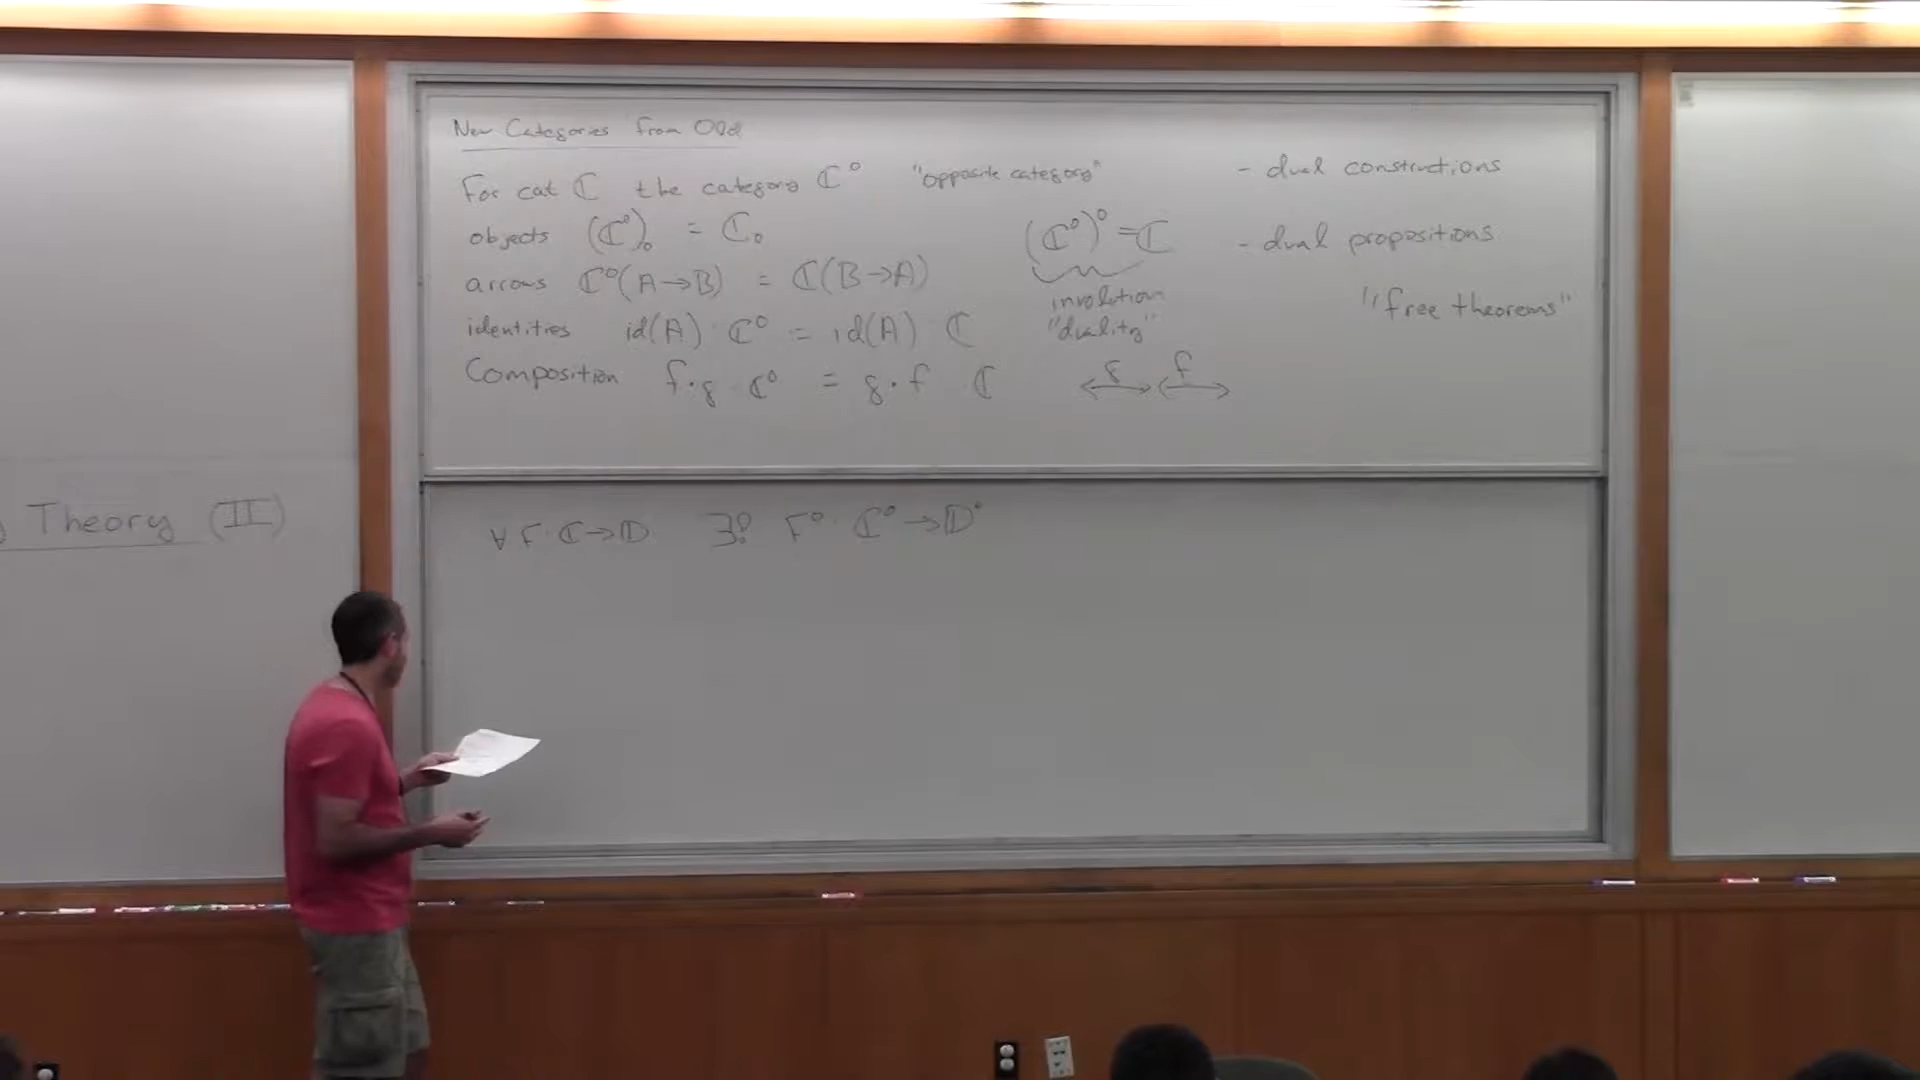 New Categories from Old
For cat ℂ the category ℂ° "opposite category"
objects (ℂ°)₀ = ℂ₀
arrows ℂ°(A→B) = ℂ(B→A)
identities id(A) · ℂ° = id(A) · ℂ
Composition f·g · ℂ° = g·f · ℂ
(ℂ°)° = ℂ
involution
"duality"
g f
- dual constructions
- dual propositions
"free theorems"
Theory (II)
∀ F · ℂ→𝔻 ∃! F° · ℂ°→𝔻°